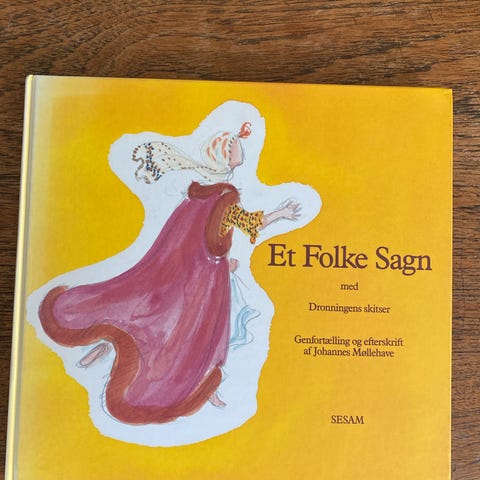 Et Folke Sagn
med
Dronningens skitser
Genfortælling og efterskrift
af Johannes Møllehave
SESAM